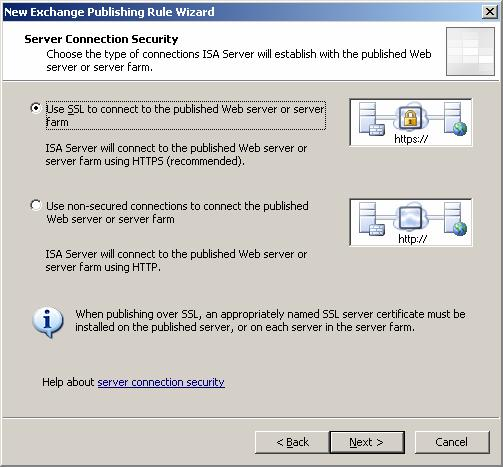 New Exchange Publishing Rule Wizard
Server Connection Security
Choose the type of connections ISA Server will establish with the published Web
server or server farm.
Use SSL to connect to the published Web server or server
farm
https://
ISA Server will connect to the published Web server or
server farm using HTTPS (recommended).
Use non-secured connections to connect the published
Web server or server farm
http://
ISA Server will connect to the published Web server or
server farm using HTTP.
When publishing over SSL, an appropriately named SSL server certificate must be
installed on the published server, or on each server in the server farm.
Help about server connection security
< Back
Next >
Cancel